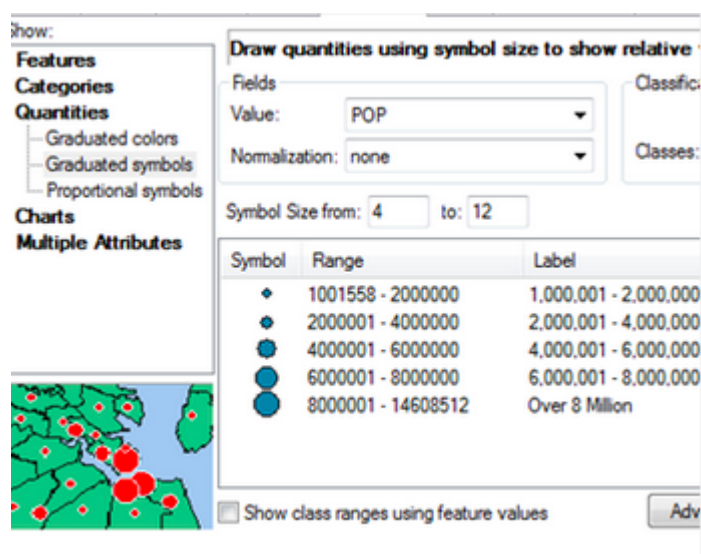 Show:
Features
Categories
Quantities
Graduated colors
Graduated symbols
Proportional symbols
Charts
Multiple Attributes
Draw quantities using symbol size to show relative
Fields
Value: POP
Normalization: none
Classific
Classes:
Symbol Size from: 4 to: 12
Symbol Range Label
1001558 - 2000000 1,000,001 - 2,000,000
2000001 - 4000000 2,000,001 - 4,000,000
4000001 - 6000000 4,000,001 - 6,000,000
6000001 - 8000000 6,000,001 - 8,000,000
8000001 - 14608512 Over 8 Million
Show class ranges using feature values
Adv